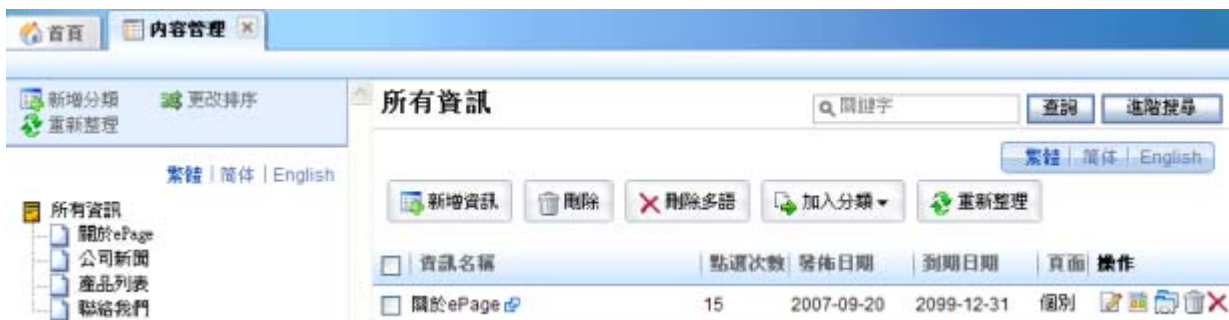 首頁 內容管理
新增分類 更改排序
重新整理
繁體 | 简体 | English
所有資訊
關於ePage
公司新聞
產品列表
聯絡我們
所有資訊 關鍵字 查詢 進階搜尋
繁體 | 简体 | English
新增資訊 刪除 刪除多語 加入分類 重新整理
資訊名稱 點選次數 發佈日期 到期日期 頁面 操作
關於ePage 15 2007-09-20 2099-12-31 個別